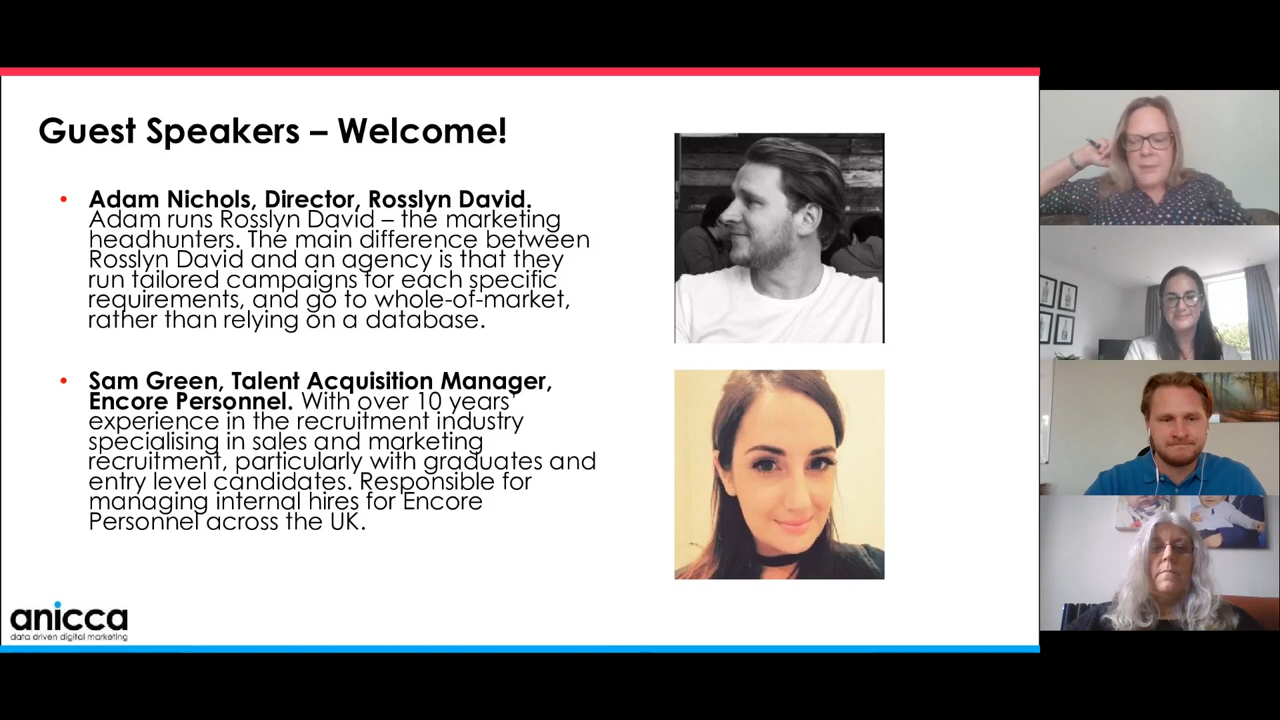 Guest Speakers – Welcome!
• Adam Nichols, Director, Rosslyn David.
Adam runs Rosslyn David – the marketing
headhunters. The main difference between
Rosslyn David and an agency is that they
run tailored campaigns for each specific
requirements, and go to whole-of-market,
rather than relying on a database.
• Sam Green, Talent Acquisition Manager,
Encore Personnel. With over 10 years'
experience in the recruitment industry
specialising in sales and marketing
recruitment, particularly with graduates and
entry level candidates. Responsible for
managing internal hires for Encore
Personnel across the UK.
anicca
data driven digital marketing